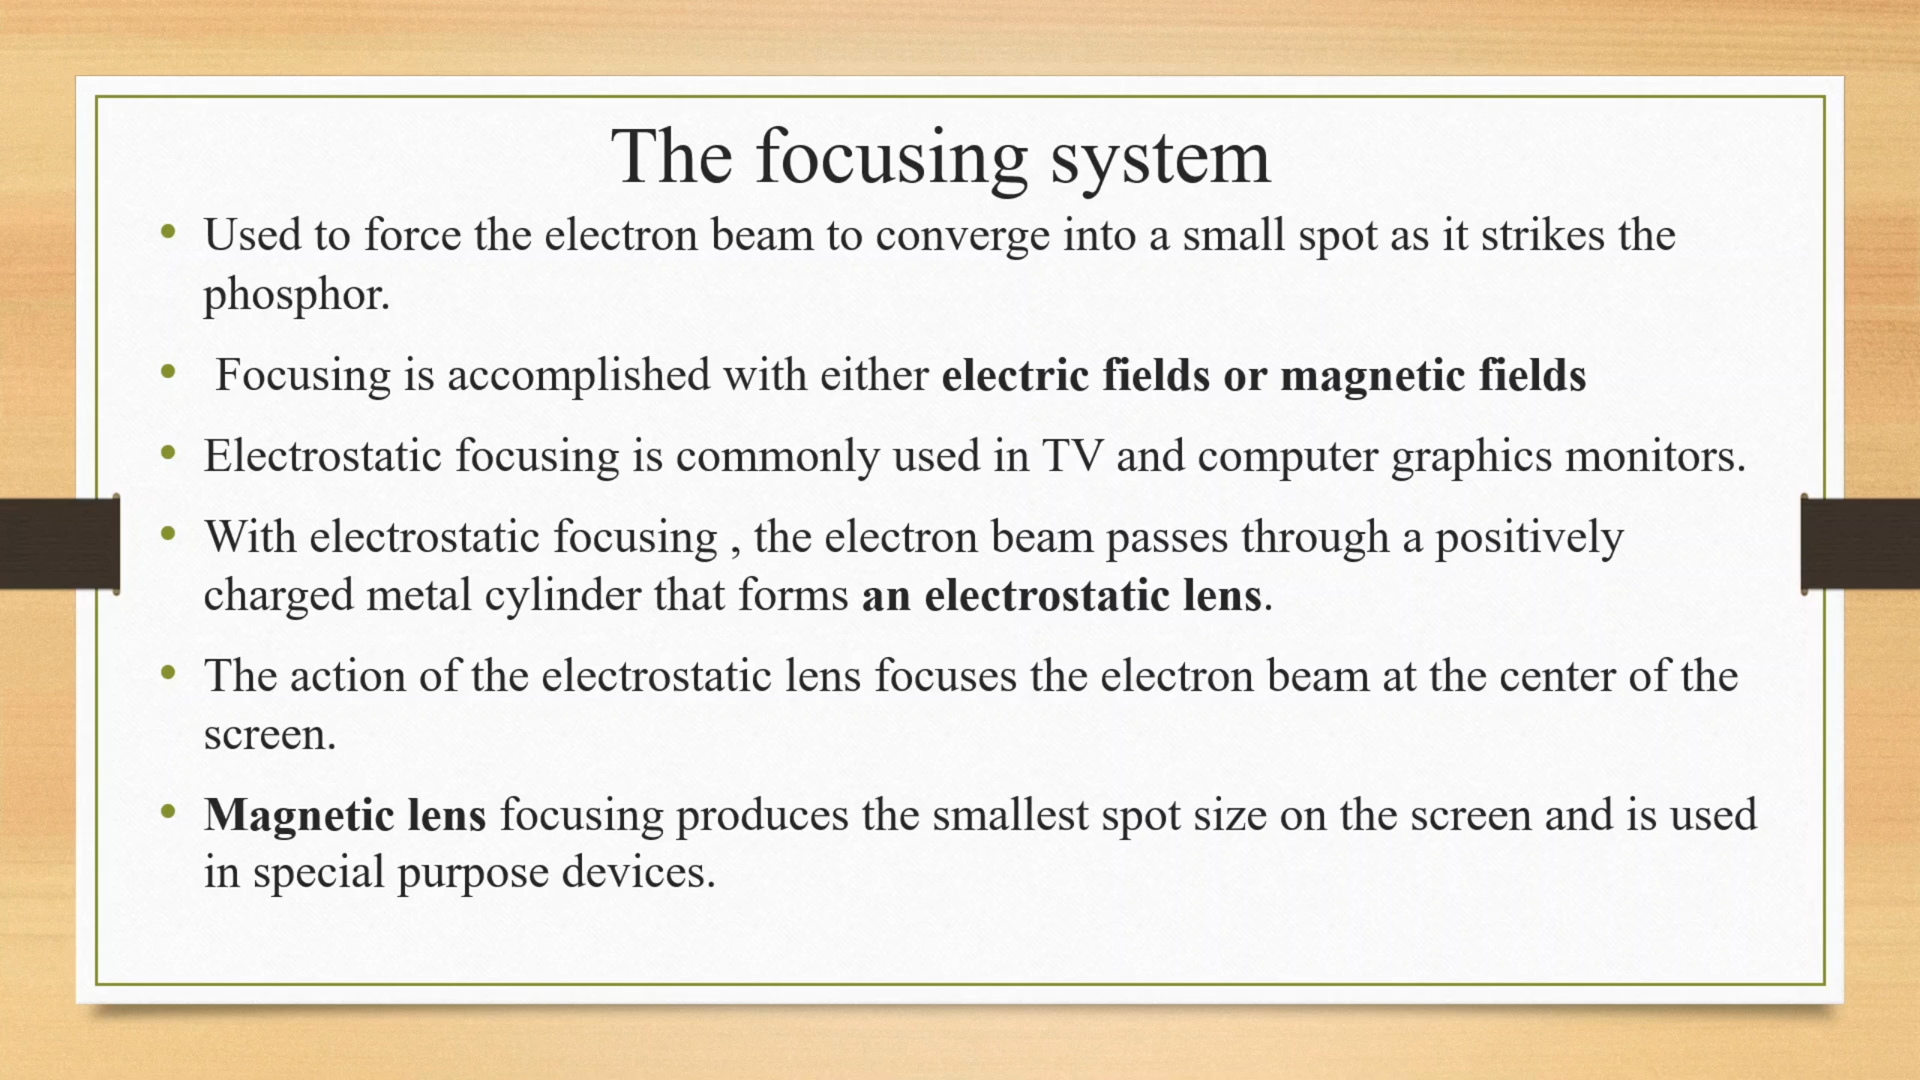 The focusing system
• Used to force the electron beam to converge into a small spot as it strikes the
phosphor.
• Focusing is accomplished with either electric fields or magnetic fields
• Electrostatic focusing is commonly used in TV and computer graphics monitors.
• With electrostatic focusing , the electron beam passes through a positively
charged metal cylinder that forms an electrostatic lens.
• The action of the electrostatic lens focuses the electron beam at the center of the
screen.
• Magnetic lens focusing produces the smallest spot size on the screen and is used
in special purpose devices.